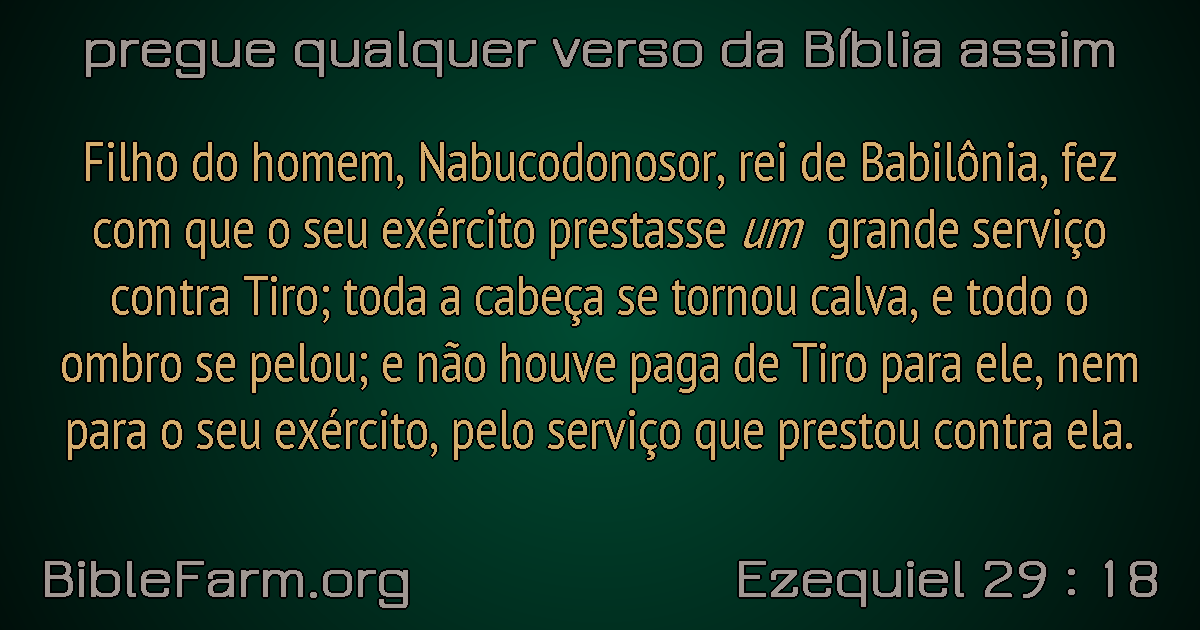 pregue qualquer verso da Bíblia assim
Filho do homem, Nabucodonosor, rei de Babilônia, fez
com que o seu exército prestasse um grande serviço
contra Tiro; toda a cabeça se tornou calva, e todo o
ombro se pelou; e não houve paga de Tiro para ele, nem
para o seu exército, pelo serviço que prestou contra ela.
BibleFarm.org
Ezequiel 29 : 18